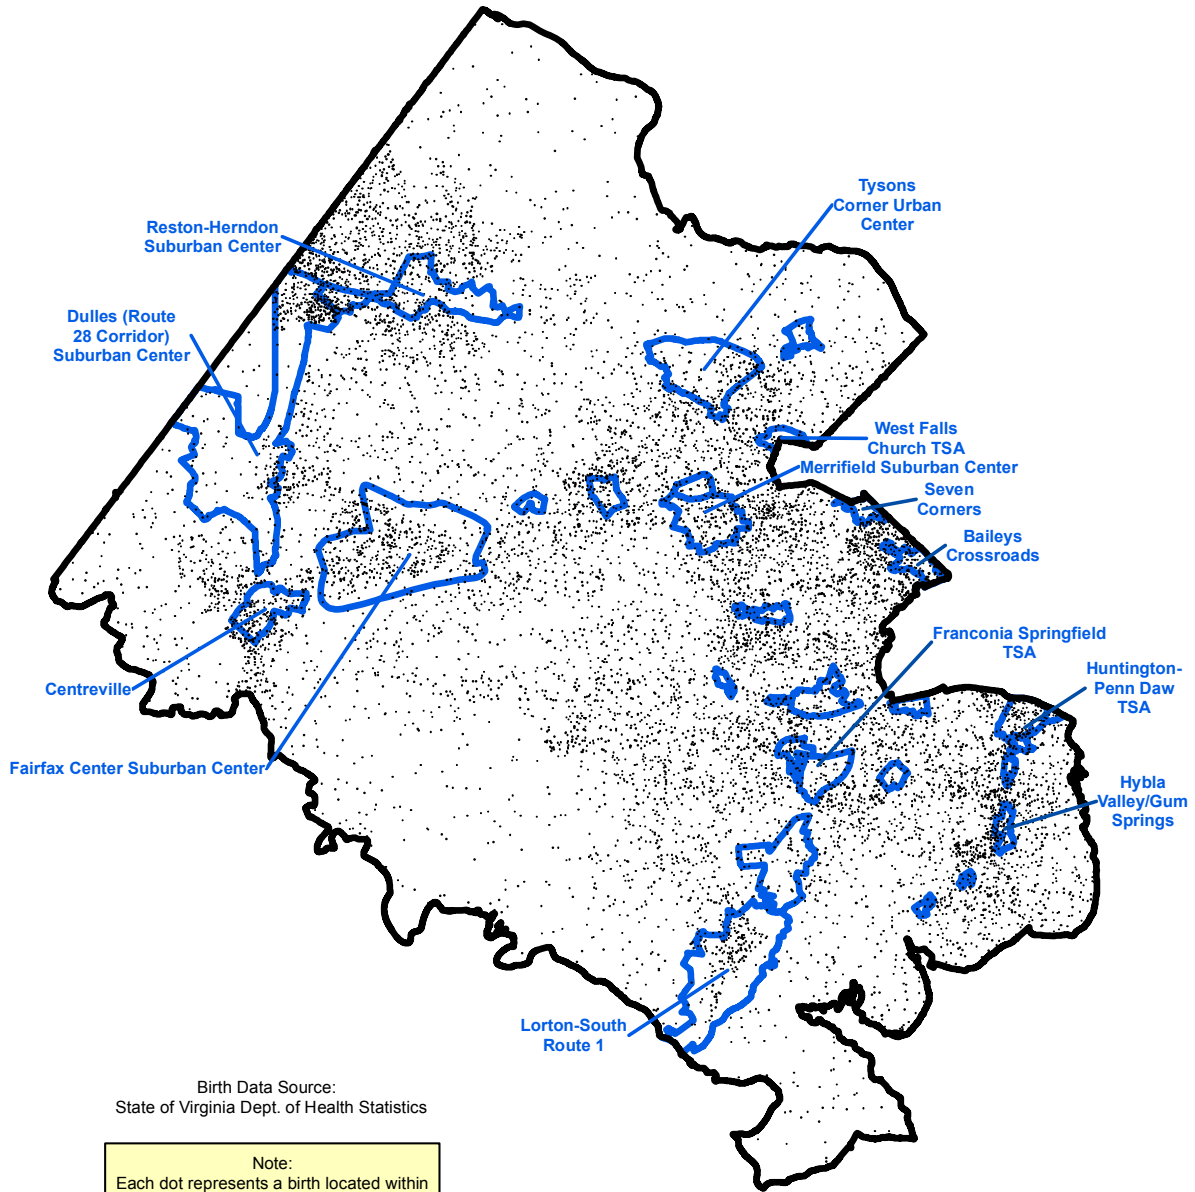 Tysons
Corner Urban
Center
Reston-Herndon
Suburban Center
Dulles (Route
28 Corridor)
Suburban Center
West Falls
Church TSA
Merrifield Suburban Center
Seven
Corners
Baileys
Crossroads
Franconia Springfield
TSA
Huntington-
Penn Daw
TSA
Centreville
Fairfax Center Suburban Center
Hybla
Valley/Gum
Springs
Lorton-South
Route 1
Birth Data Source:
State of Virginia Dept. of Health Statistics
Note:
Each dot represents a birth located within